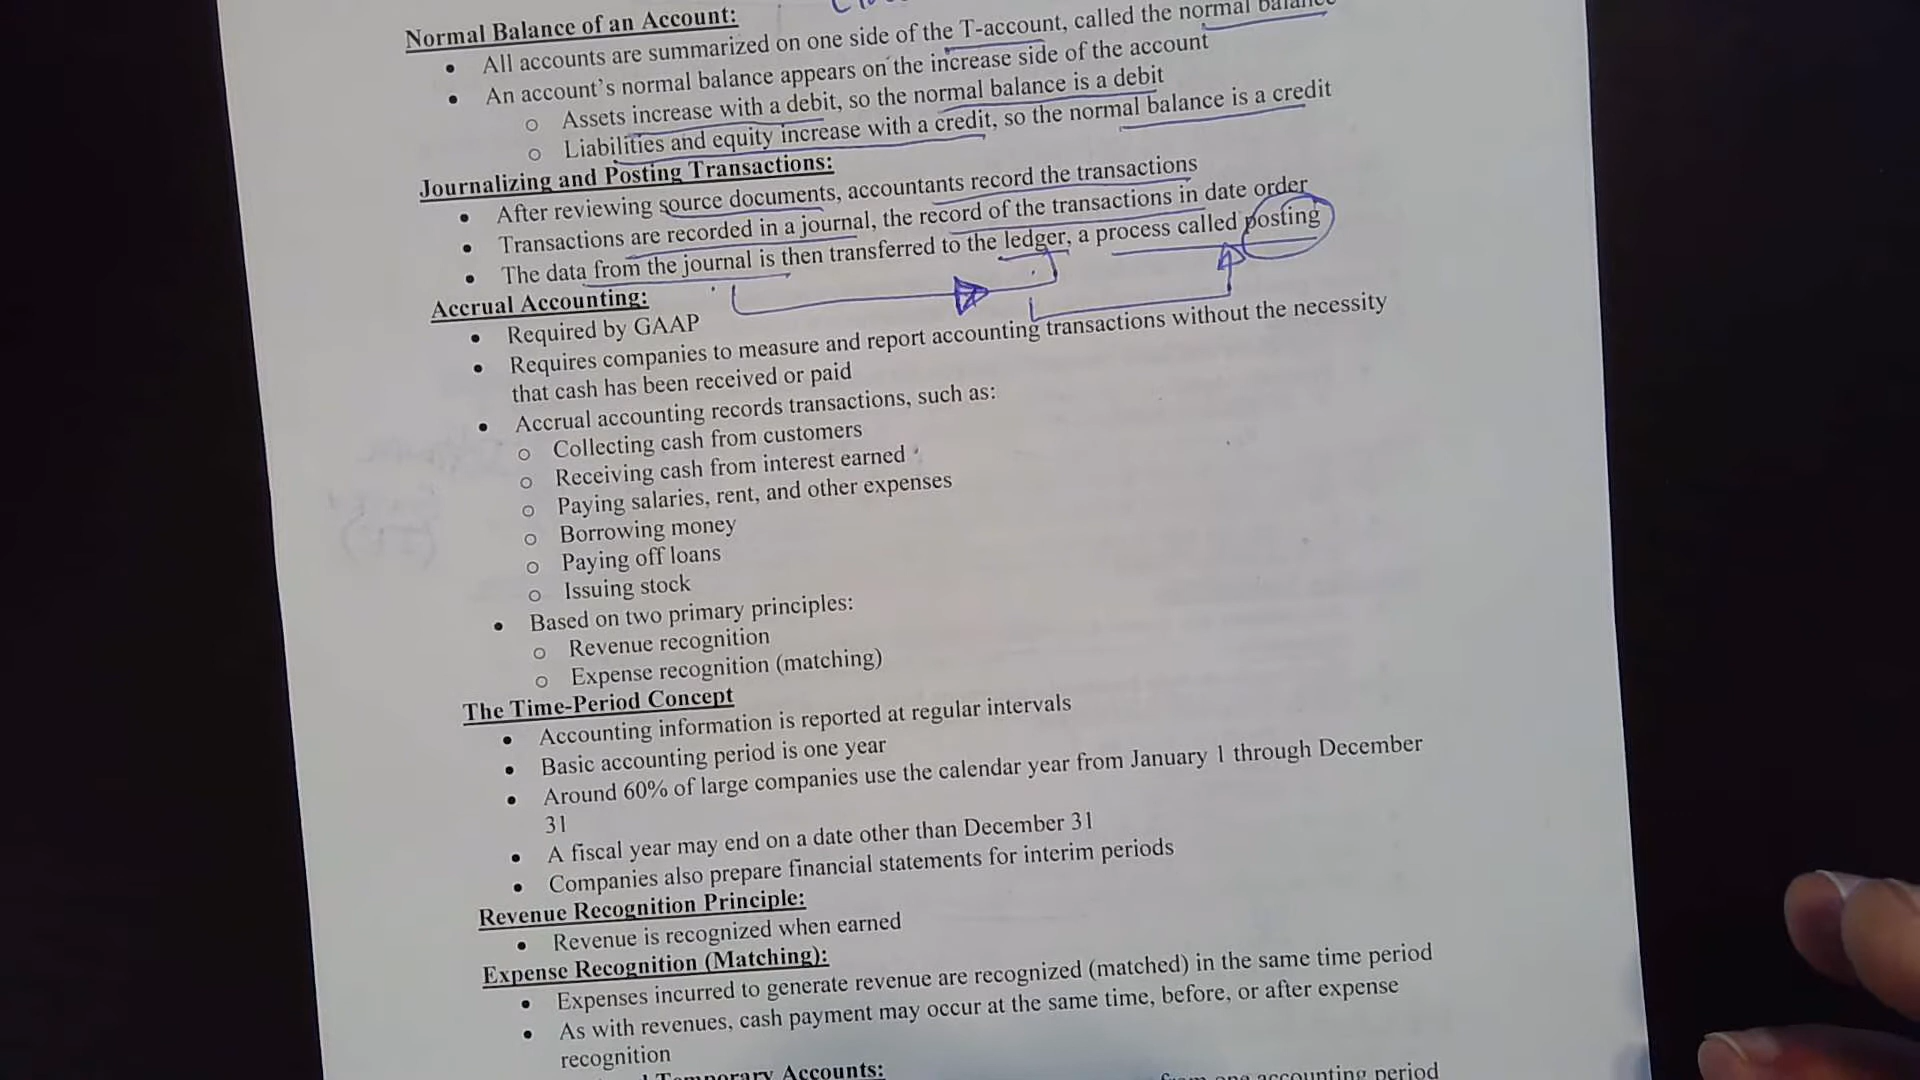 Normal Balance of an Account:
• All accounts are summarized on one side of the T-account, called the normal balance
• An account's normal balance appears on the increase side of the account
o Assets increase with a debit, so the normal balance is a debit
o Liabilities and equity increase with a credit, so the normal balance is a credit
Journalizing and Posting Transactions:
• After reviewing source documents, accountants record the transactions
• Transactions are recorded in a journal, the record of the transactions in date order
• The data from the journal is then transferred to the ledger, a process called posting
Accrual Accounting:
• Required by GAAP
• Requires companies to measure and report accounting transactions without the necessity
that cash has been received or paid
• Accrual accounting records transactions, such as:
o Collecting cash from customers
o Receiving cash from interest earned
o Paying salaries, rent, and other expenses
o Borrowing money
o Paying off loans
o Issuing stock
• Based on two primary principles:
o Revenue recognition
o Expense recognition (matching)
The Time-Period Concept
• Accounting information is reported at regular intervals
• Basic accounting period is one year
• Around 60% of large companies use the calendar year from January 1 through December
31
• A fiscal year may end on a date other than December 31
• Companies also prepare financial statements for interim periods
Revenue Recognition Principle:
• Revenue is recognized when earned
Expense Recognition (Matching):
• Expenses incurred to generate revenue are recognized (matched) in the same time period
• As with revenues, cash payment may occur at the same time, before, or after expense
recognition
Temporary Accounts:
from one accounting period